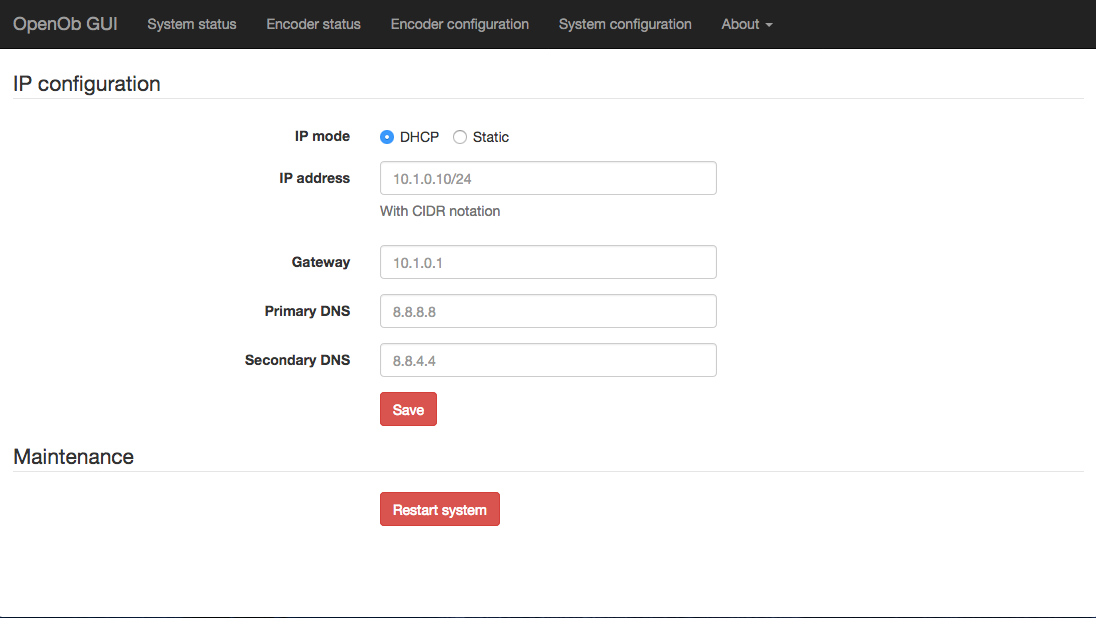 OpenOb GUI System status Encoder status Encoder configuration System configuration About
IP configuration
IP mode DHCP Static
IP address 10.1.0.10/24
With CIDR notation
Gateway 10.1.0.1
Primary DNS 8.8.8.8
Secondary DNS 8.8.4.4
Save
Maintenance
Restart system